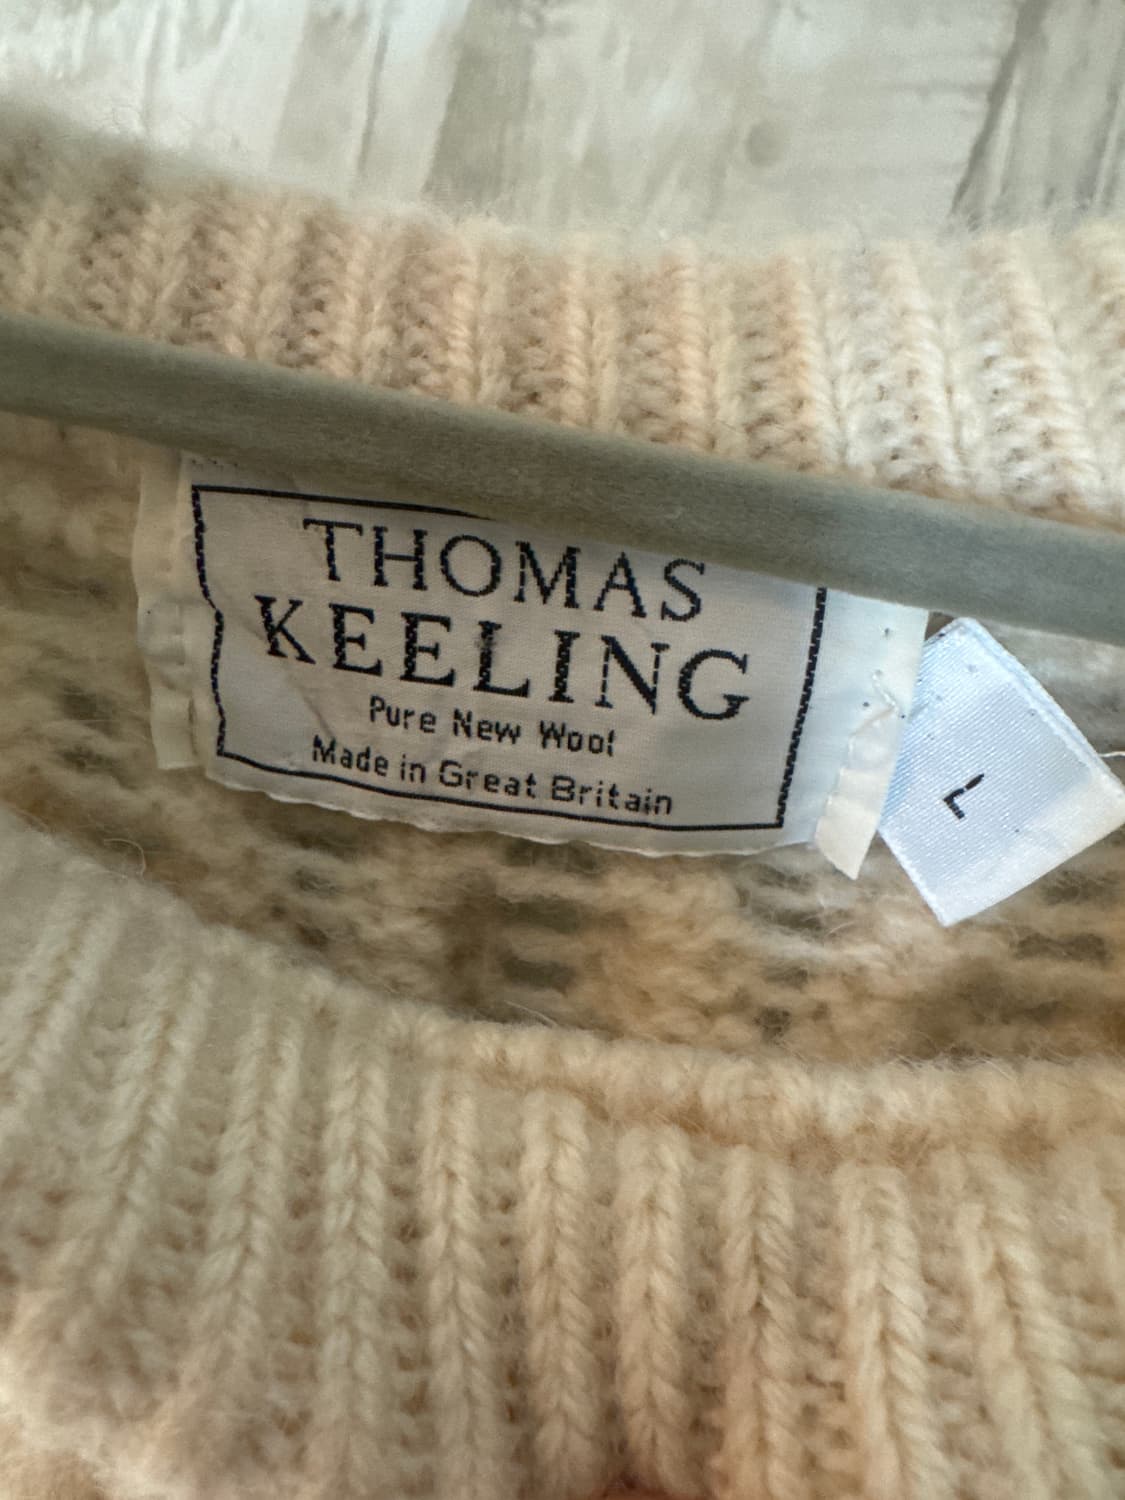 THOMAS
KEELING
Pure New Wool
Made in Great Britain
L